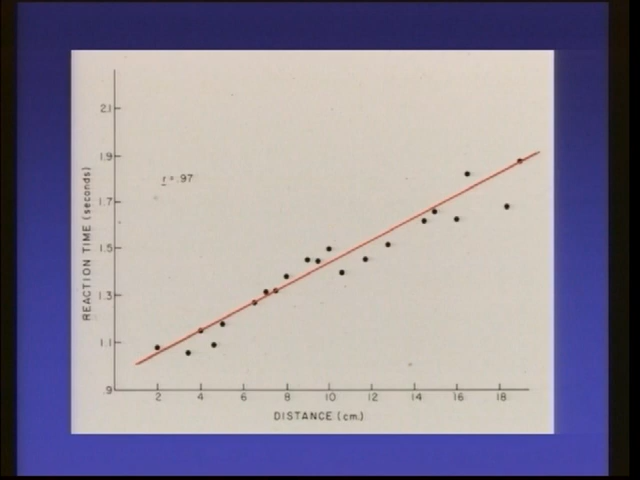 2.1
1.9
r = .97
1.7
1.5
1.3
1.1
.9
2 4 6 8 10 12 14 16 18
REACTION TIME (seconds)
DISTANCE (cm.)